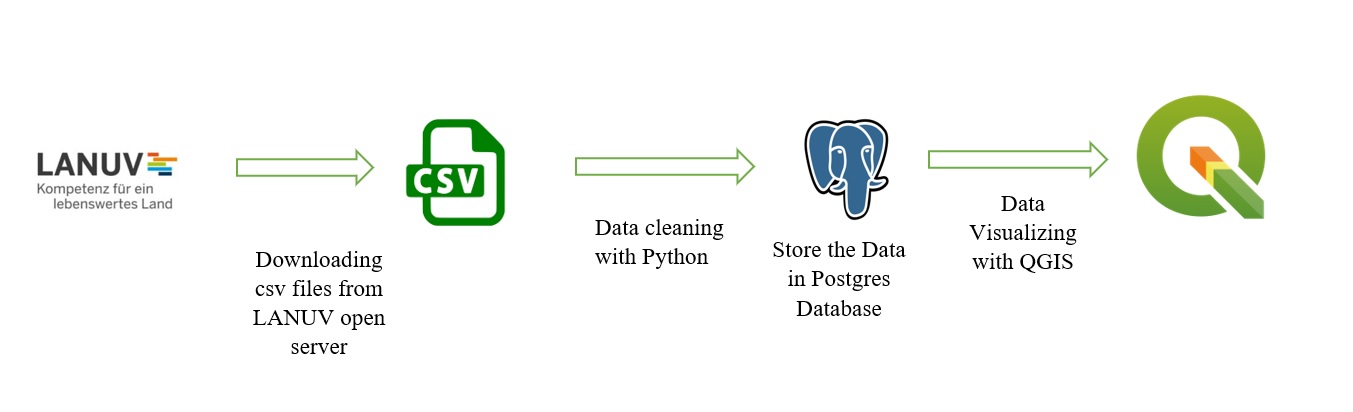 LANUV
Kompetenz für ein
lebenswertes Land
Downloading
csv files from
LANUV open
server
CSV
Data cleaning
with Python
Store the Data
in Postgres
Database
Data
Visualizing
with QGIS